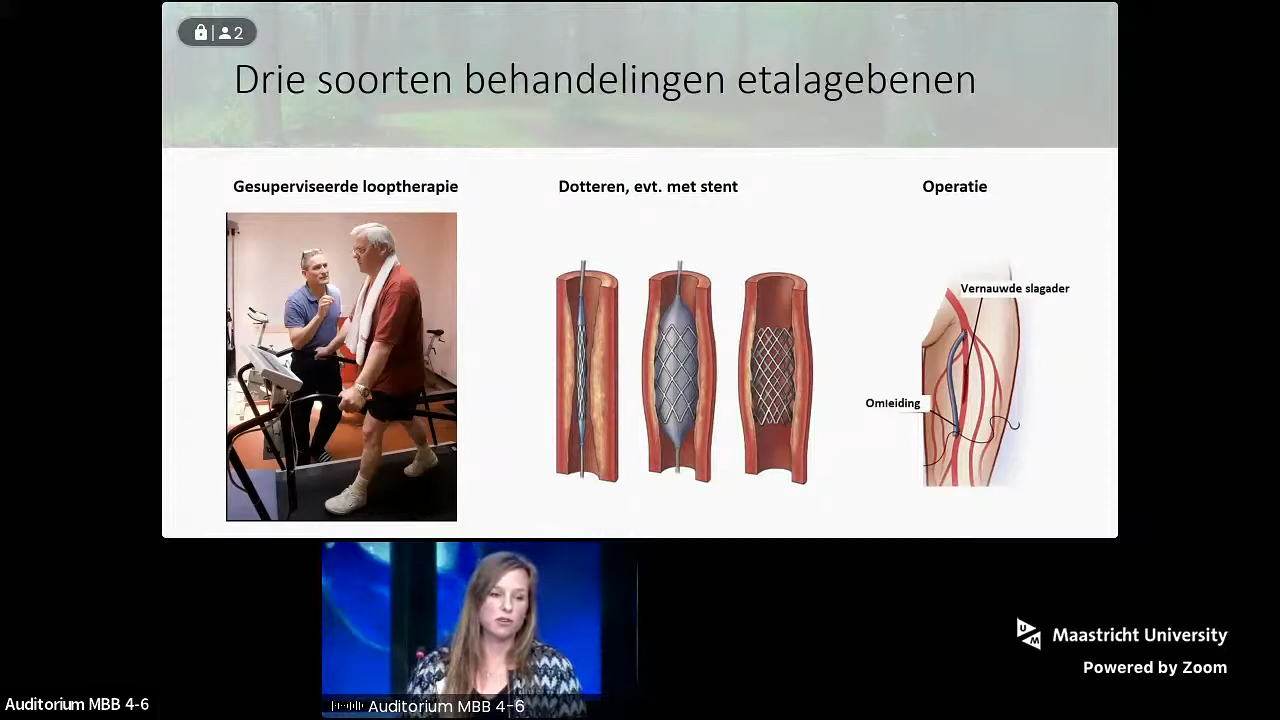 2
Drie soorten behandelingen etalagebenen
Gesuperviseerde looptherapie
Dotteren, evt. met stent
Operatie
Vernauwde slagader
Omleiding
UM
Maastricht University
Powered by Zoom
Auditorium MBB 4-6
Auditorium MBB 4-6